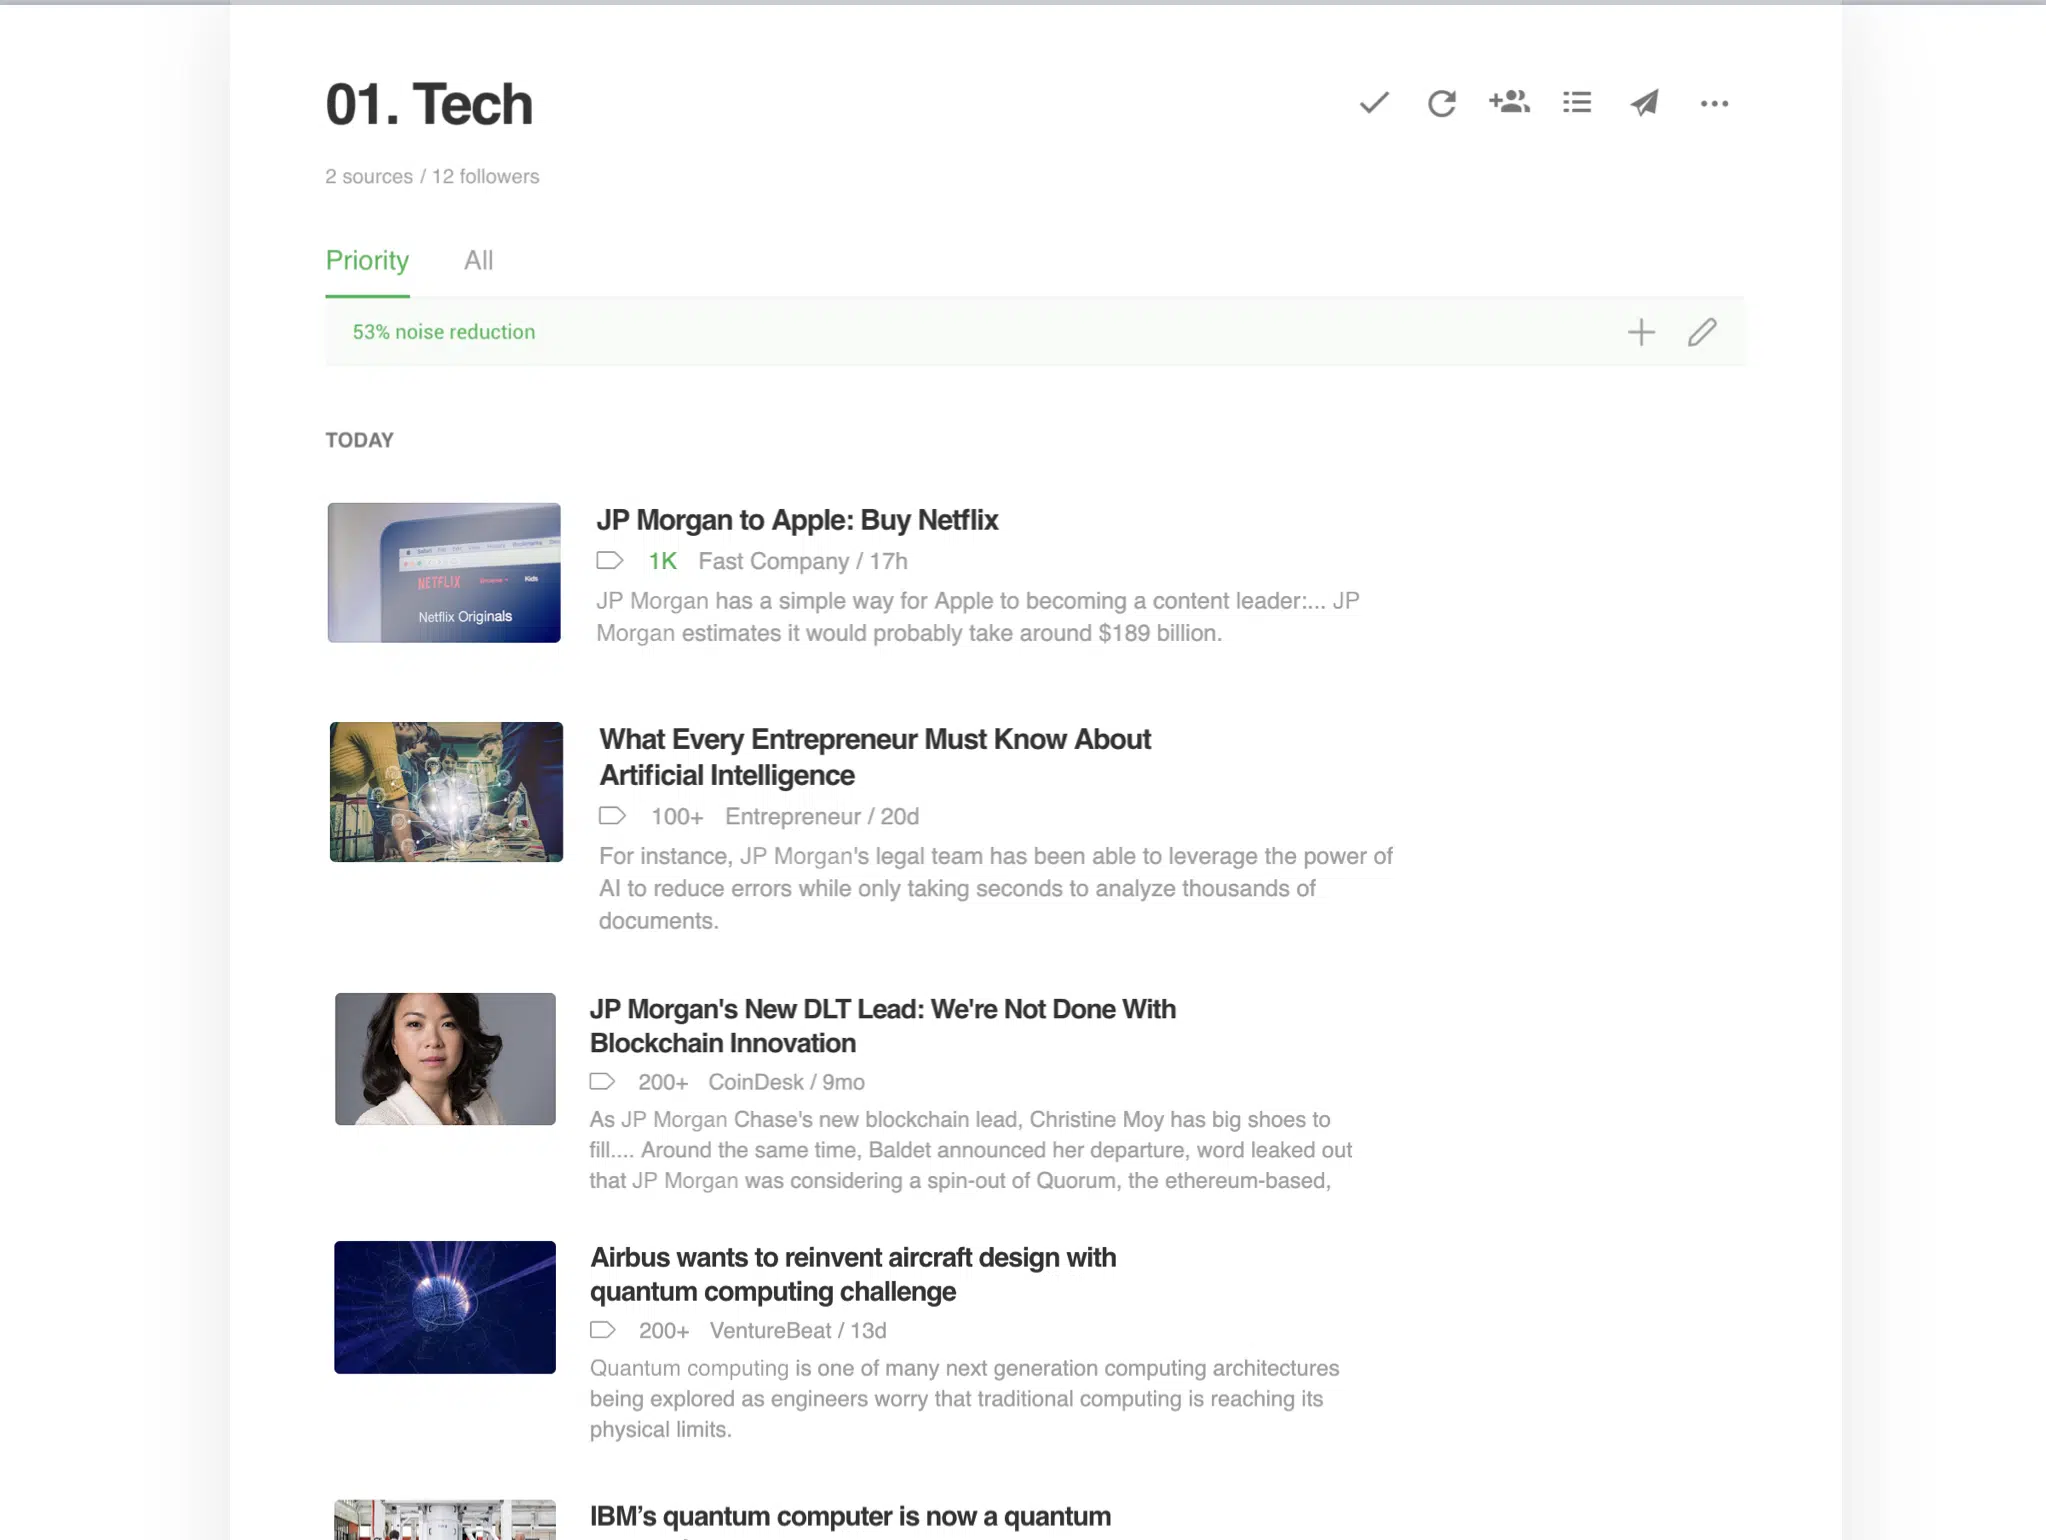 01. Tech
2 sources / 12 followers
Priority All
53% noise reduction
TODAY
NETFLIX Kids
Netflix Originals
JP Morgan to Apple: Buy Netflix
1K Fast Company / 17h
JP Morgan has a simple way for Apple to becoming a content leader:... JP
Morgan estimates it would probably take around $189 billion.
What Every Entrepreneur Must Know About
Artificial Intelligence
100+ Entrepreneur / 20d
For instance, JP Morgan's legal team has been able to leverage the power of
AI to reduce errors while only taking seconds to analyze thousands of
documents.
JP Morgan's New DLT Lead: We're Not Done With
Blockchain Innovation
200+ CoinDesk / 9mo
As JP Morgan Chase's new blockchain lead, Christine Moy has big shoes to
fill.... Around the same time, Baldet announced her departure, word leaked out
that JP Morgan was considering a spin-out of Quorum, the ethereum-based,
Airbus wants to reinvent aircraft design with
quantum computing challenge
200+ VentureBeat / 13d
Quantum computing is one of many next generation computing architectures
being explored as engineers worry that traditional computing is reaching its
physical limits.
IBM’s quantum computer is now a quantum